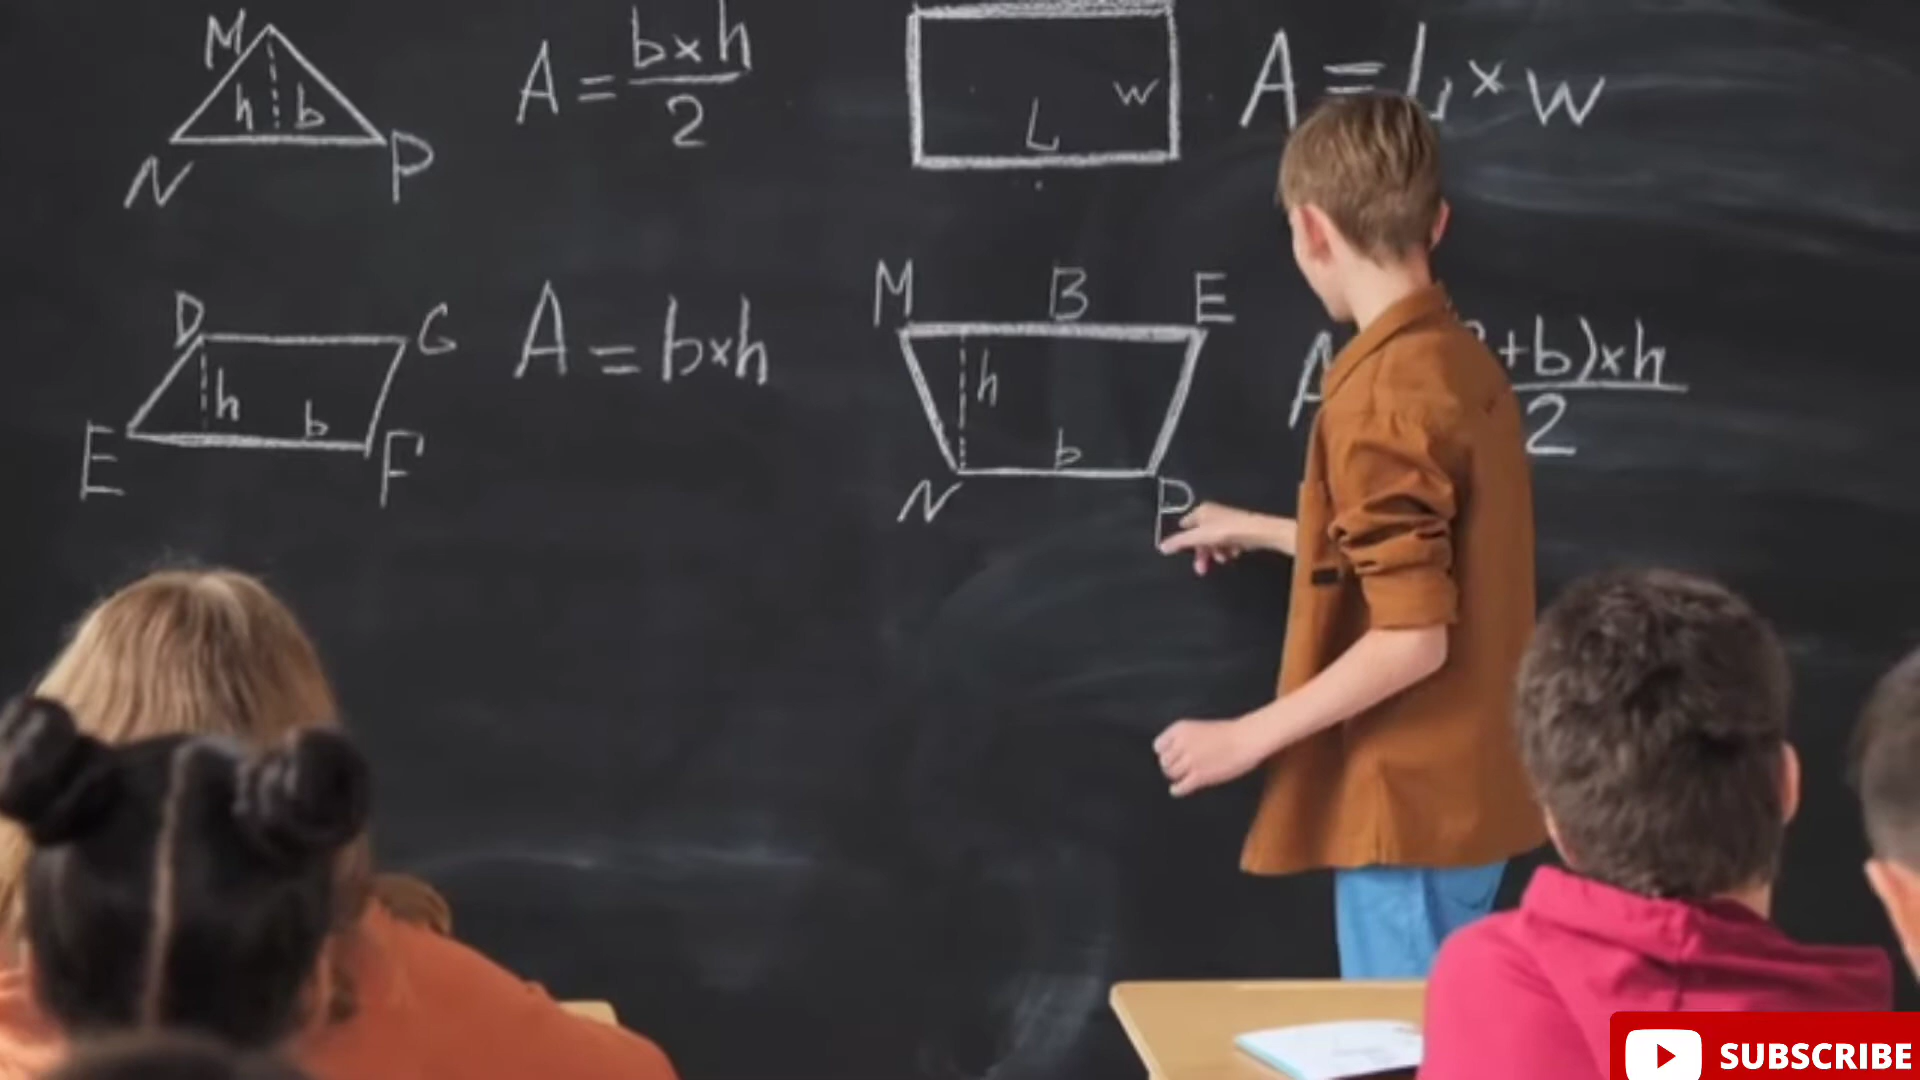 M
h b
N P
A = b×h
2
L w
A = L × w
D G
h b
E F
A = b×h
M B E
h
b
N P
A +b)×h
2
SUBSCRIBE